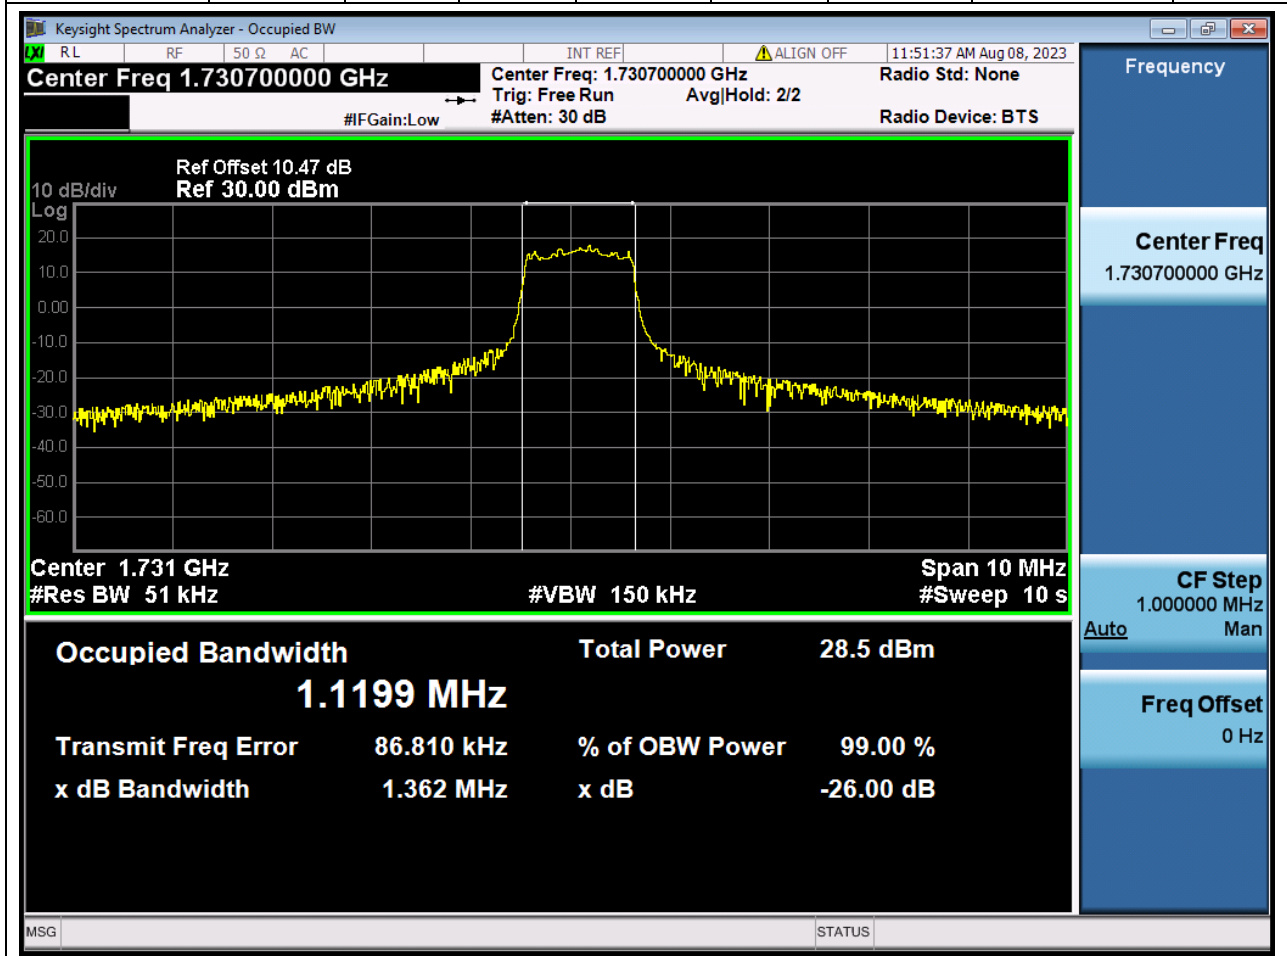 Keysight Spectrum Analyzer - Occupied BW
LXI RL RF 50 Ω AC INT REF ALIGN OFF 11:51:37 AM Aug 08, 2023
Center Freq 1.730700000 GHz
Center Freq: 1.730700000 GHz Radio Std: None
Trig: Free Run Avg|Hold: 2/2
#IFGain:Low #Atten: 30 dB Radio Device: BTS
Ref Offset 10.47 dB
10 dB/div Ref 30.00 dBm
Log
20.0
10.0
0.00
-10.0
-20.0
-30.0
-40.0
-50.0
-60.0
Center 1.731 GHz Span 10 MHz
#Res BW 51 kHz #VBW 150 kHz #Sweep 10 s
Occupied Bandwidth Total Power 28.5 dBm
1.1199 MHz
Transmit Freq Error 86.810 kHz % of OBW Power 99.00 %
x dB Bandwidth 1.362 MHz x dB -26.00 dB
Frequency
Center Freq
1.730700000 GHz
CF Step
1.000000 MHz
Auto Man
Freq Offset
0 Hz
MSG STATUS